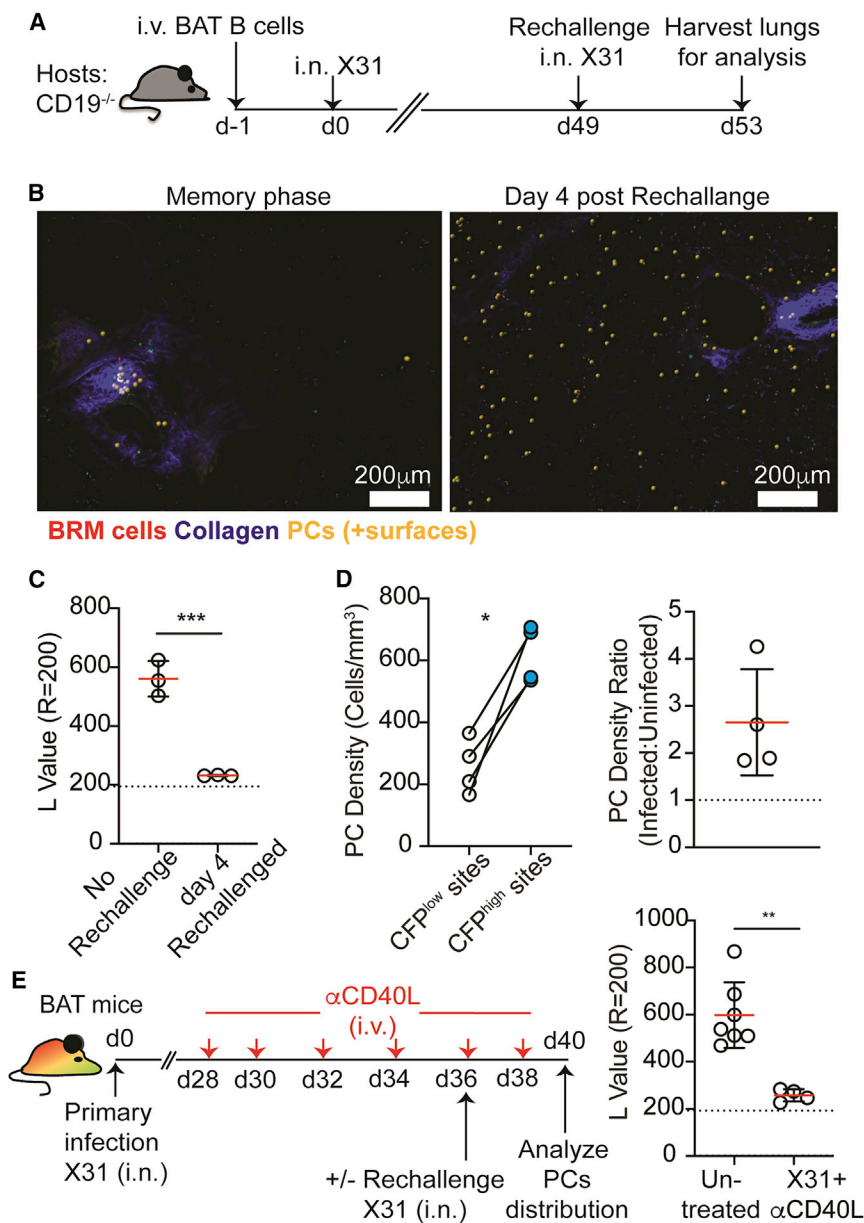 A
i.v. BAT B cells
Hosts:
CD19-/-
i.n. X31
Rechallenge
i.n. X31
Harvest lungs
for analysis
d-1
d0
d49
d53
B
Memory phase
Day 4 post Rechallange
200μm
200μm
BRM cells Collagen PCs (+surfaces)
C
L Value (R=200)
800
600
400
200
0
***
No
Rechallenge
day 4
Rechallenged
D
PC Density (Cells/mm3)
800
600
400
200
0
*
CFPlow sites
CFPhigh sites
PC Density Ratio
(Infected:Uninfected)
5
4
3
2
1
0
E
BAT mice
d0
Primary
infection
X31 (i.n.)
αCD40L
(i.v.)
d28
d30
d32
d34
d36
d38
d40
+/- Rechallenge
X31 (i.n.)
Analyze
PCs
distribution
L Value (R=200)
1000
800
600
400
200
0
**
Un-
treated
X31+
αCD40L